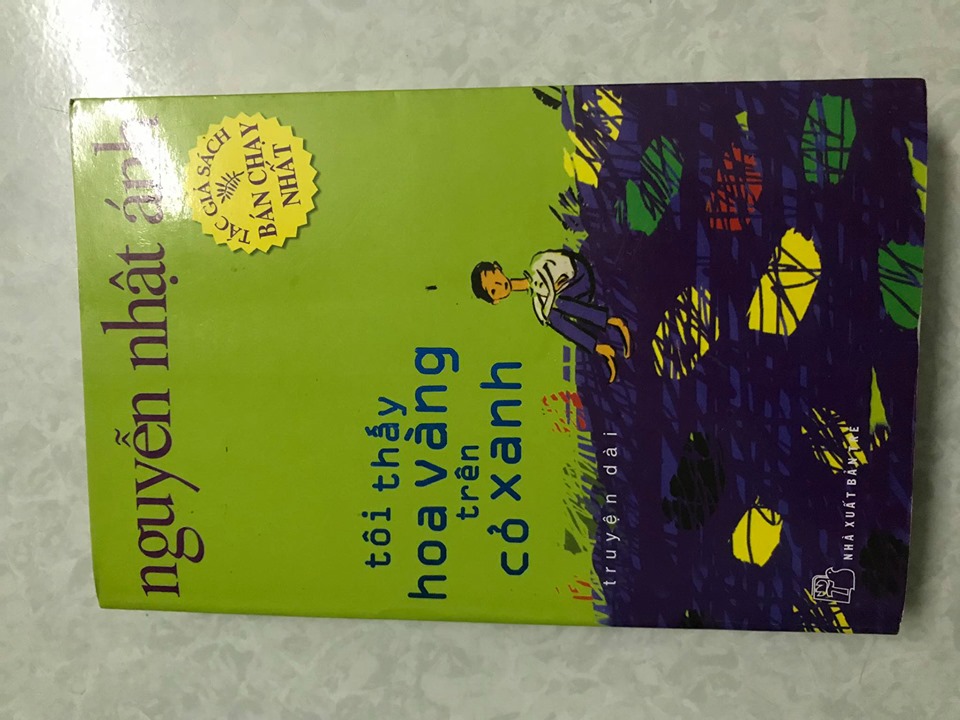 nguyễn nhật ánh
TÁC GIẢ SÁCH
BÁN CHẠY
NHẤT
tôi thấy
hoa vàng
trên
cỏ xanh
truyện dài
NHÀ XUẤT BẢN TRẺ